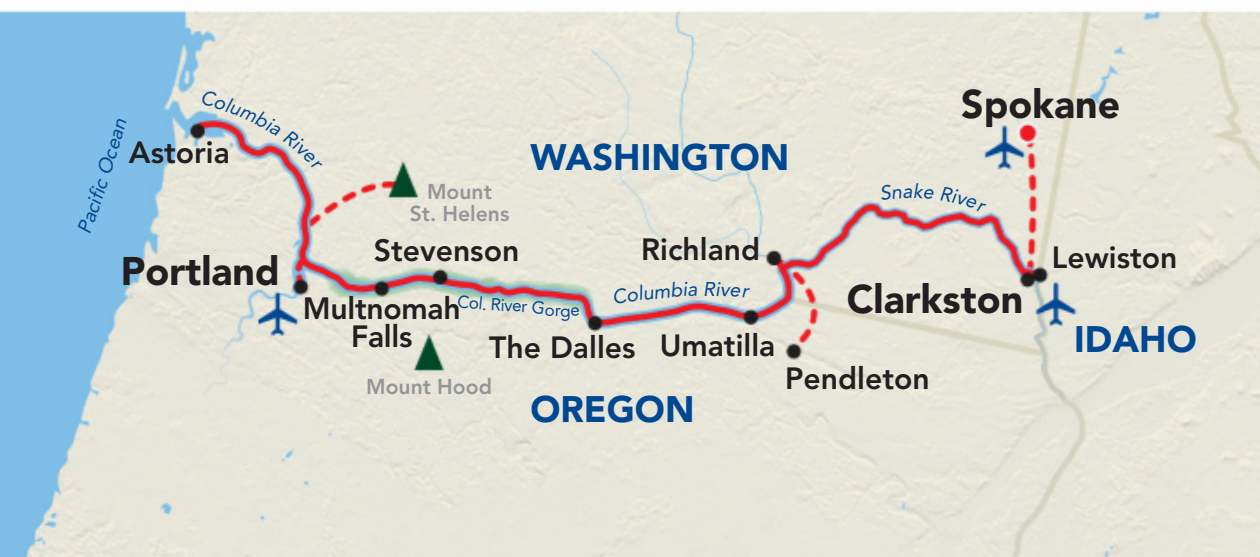 Spokane
Columbia River
Pacific Ocean
Astoria
WASHINGTON
Mount
St. Helens
Snake River
Stevenson
Richland
Lewiston
Portland
Columbia River
Clarkston
Multnomah
Falls
Col. River Gorge
The Dalles
Umatilla
IDAHO
Mount Hood
Pendleton
OREGON